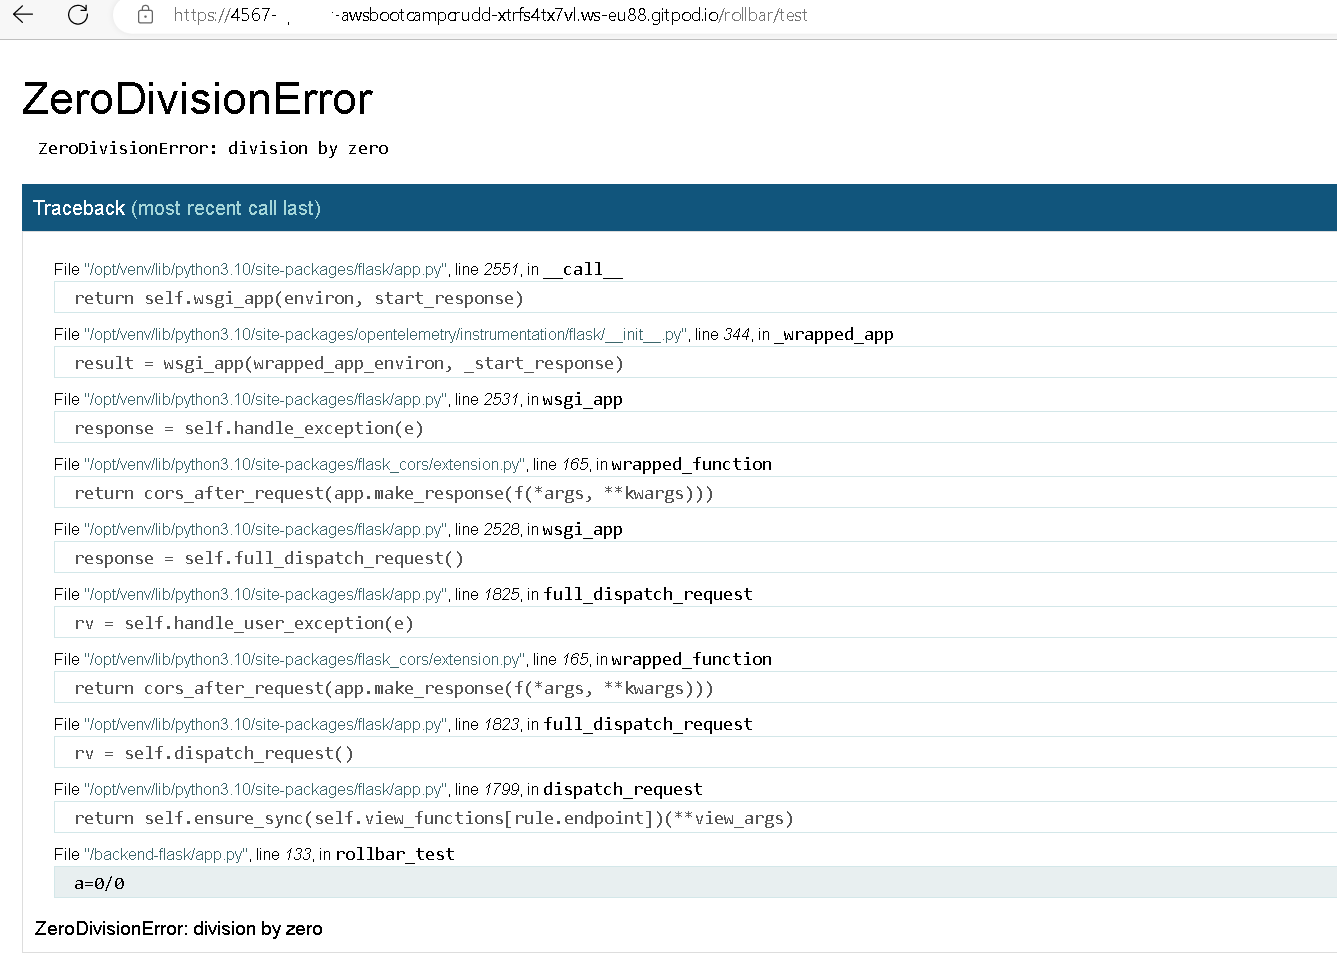 https://4567- -awsbootcampcrudd-xtrfs4tx7vl.ws-eu88.gitpod.io/rollbar/test
ZeroDivisionError
ZeroDivisionError: division by zero
Traceback (most recent call last)
File "/opt/venv/lib/python3.10/site-packages/flask/app.py", line 2551, in __call__
return self.wsgi_app(environ, start_response)
File "/opt/venv/lib/python3.10/site-packages/opentelemetry/instrumentation/flask/__init__.py", line 344, in _wrapped_app
result = wsgi_app(wrapped_app_environ, _start_response)
File "/opt/venv/lib/python3.10/site-packages/flask/app.py", line 2531, in wsgi_app
response = self.handle_exception(e)
File "/opt/venv/lib/python3.10/site-packages/flask_cors/extension.py", line 165, in wrapped_function
return cors_after_request(app.make_response(f(*args, **kwargs)))
File "/opt/venv/lib/python3.10/site-packages/flask/app.py", line 2528, in wsgi_app
response = self.full_dispatch_request()
File "/opt/venv/lib/python3.10/site-packages/flask/app.py", line 1825, in full_dispatch_request
rv = self.handle_user_exception(e)
File "/opt/venv/lib/python3.10/site-packages/flask_cors/extension.py", line 165, in wrapped_function
return cors_after_request(app.make_response(f(*args, **kwargs)))
File "/opt/venv/lib/python3.10/site-packages/flask/app.py", line 1823, in full_dispatch_request
rv = self.dispatch_request()
File "/opt/venv/lib/python3.10/site-packages/flask/app.py", line 1799, in dispatch_request
return self.ensure_sync(self.view_functions[rule.endpoint])(**view_args)
File "/backend-flask/app.py", line 133, in rollbar_test
a=0/0
ZeroDivisionError: division by zero